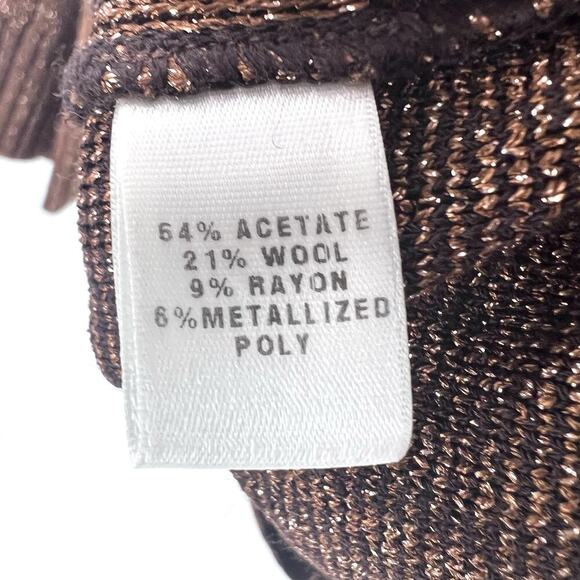 64% ACETATE
21% WOOL
9% RAYON
6% METALLIZED
POLY